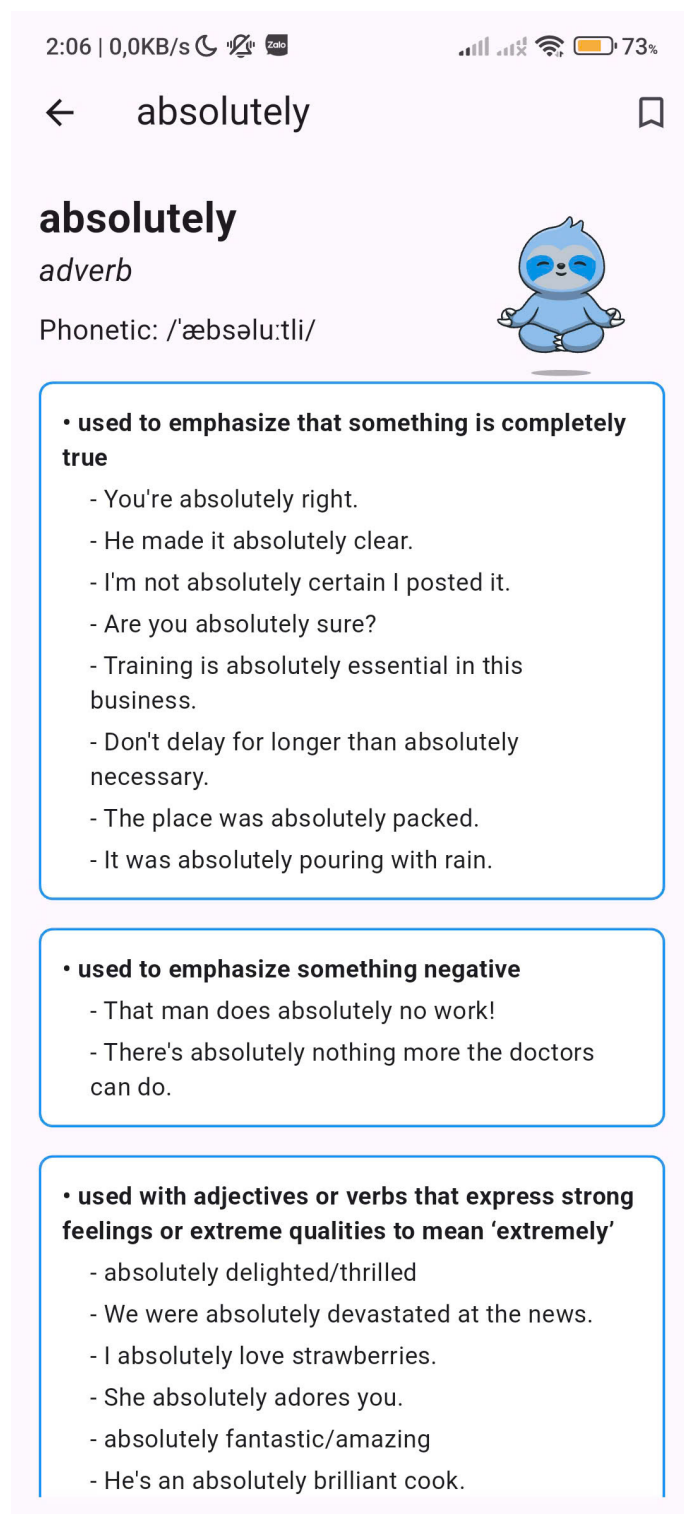 2:06 | 0,0KB/s Zalo 73%
absolutely
absolutely
adverb
Phonetic: /ˈæbsəluːtli/
• used to emphasize that something is completely
true
- You're absolutely right.
- He made it absolutely clear.
- I'm not absolutely certain I posted it.
- Are you absolutely sure?
- Training is absolutely essential in this
business.
- Don't delay for longer than absolutely
necessary.
- The place was absolutely packed.
- It was absolutely pouring with rain.
• used to emphasize something negative
- That man does absolutely no work!
- There's absolutely nothing more the doctors
can do.
• used with adjectives or verbs that express strong
feelings or extreme qualities to mean ‘extremely’
- absolutely delighted/thrilled
- We were absolutely devastated at the news.
- I absolutely love strawberries.
- She absolutely adores you.
- absolutely fantastic/amazing
- He's an absolutely brilliant cook.